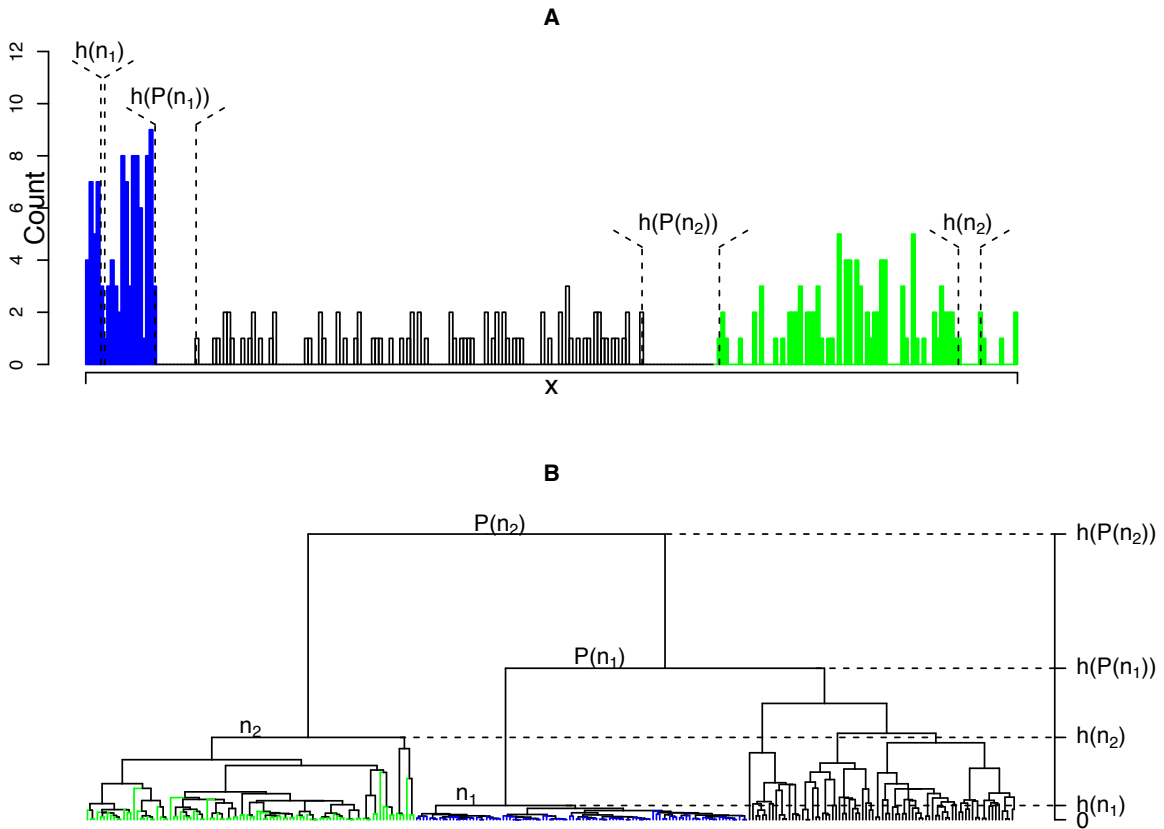 A
12
10
8
6
4
2
0
Count
h(n₁)
h(P(n₁))
h(P(n₂))
h(n₂)
x
B
P(n₂)
h(P(n₂))
P(n₁)
h(P(n₁))
n₂
h(n₂)
n₁
h(n₁)
0